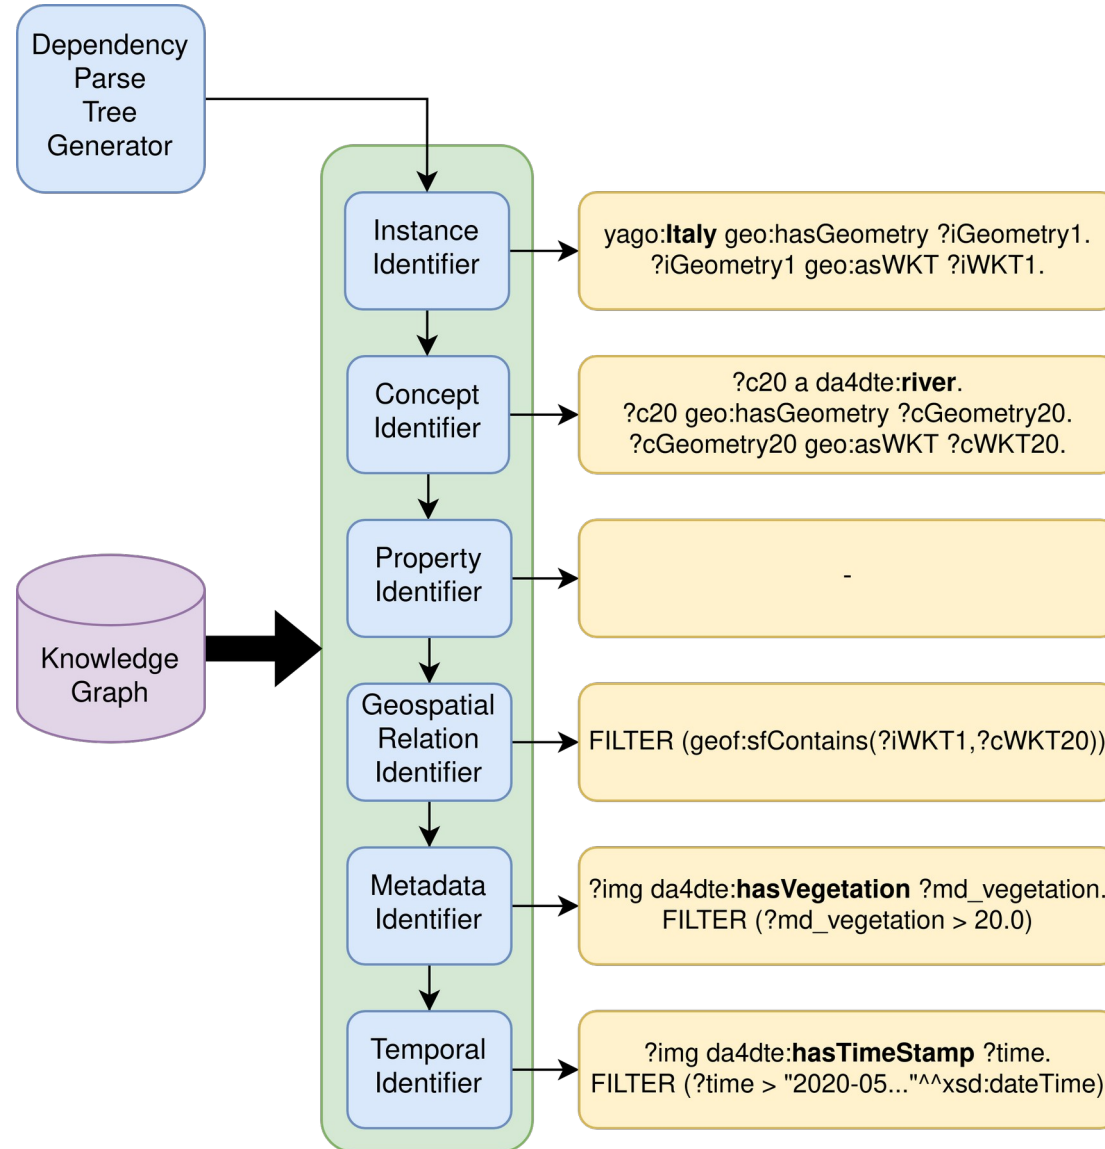 Dependency
Parse
Tree
Generator
Instance
Identifier
yago:Italy geo:hasGeometry ?iGeometry1.
?iGeometry1 geo:asWKT ?iWKT1.
Concept
Identifier
?c20 a da4dte:river.
?c20 geo:hasGeometry ?cGeometry20.
?cGeometry20 geo:asWKT ?cWKT20.
Property
Identifier
-
Knowledge
Graph
Geospatial
Relation
Identifier
FILTER (geof:sfContains(?iWKT1,?cWKT20))
Metadata
Identifier
?img da4dte:hasVegetation ?md_vegetation.
FILTER (?md_vegetation > 20.0)
Temporal
Identifier
?img da4dte:hasTimeStamp ?time.
FILTER (?time > "2020-05..."^^xsd:dateTime)